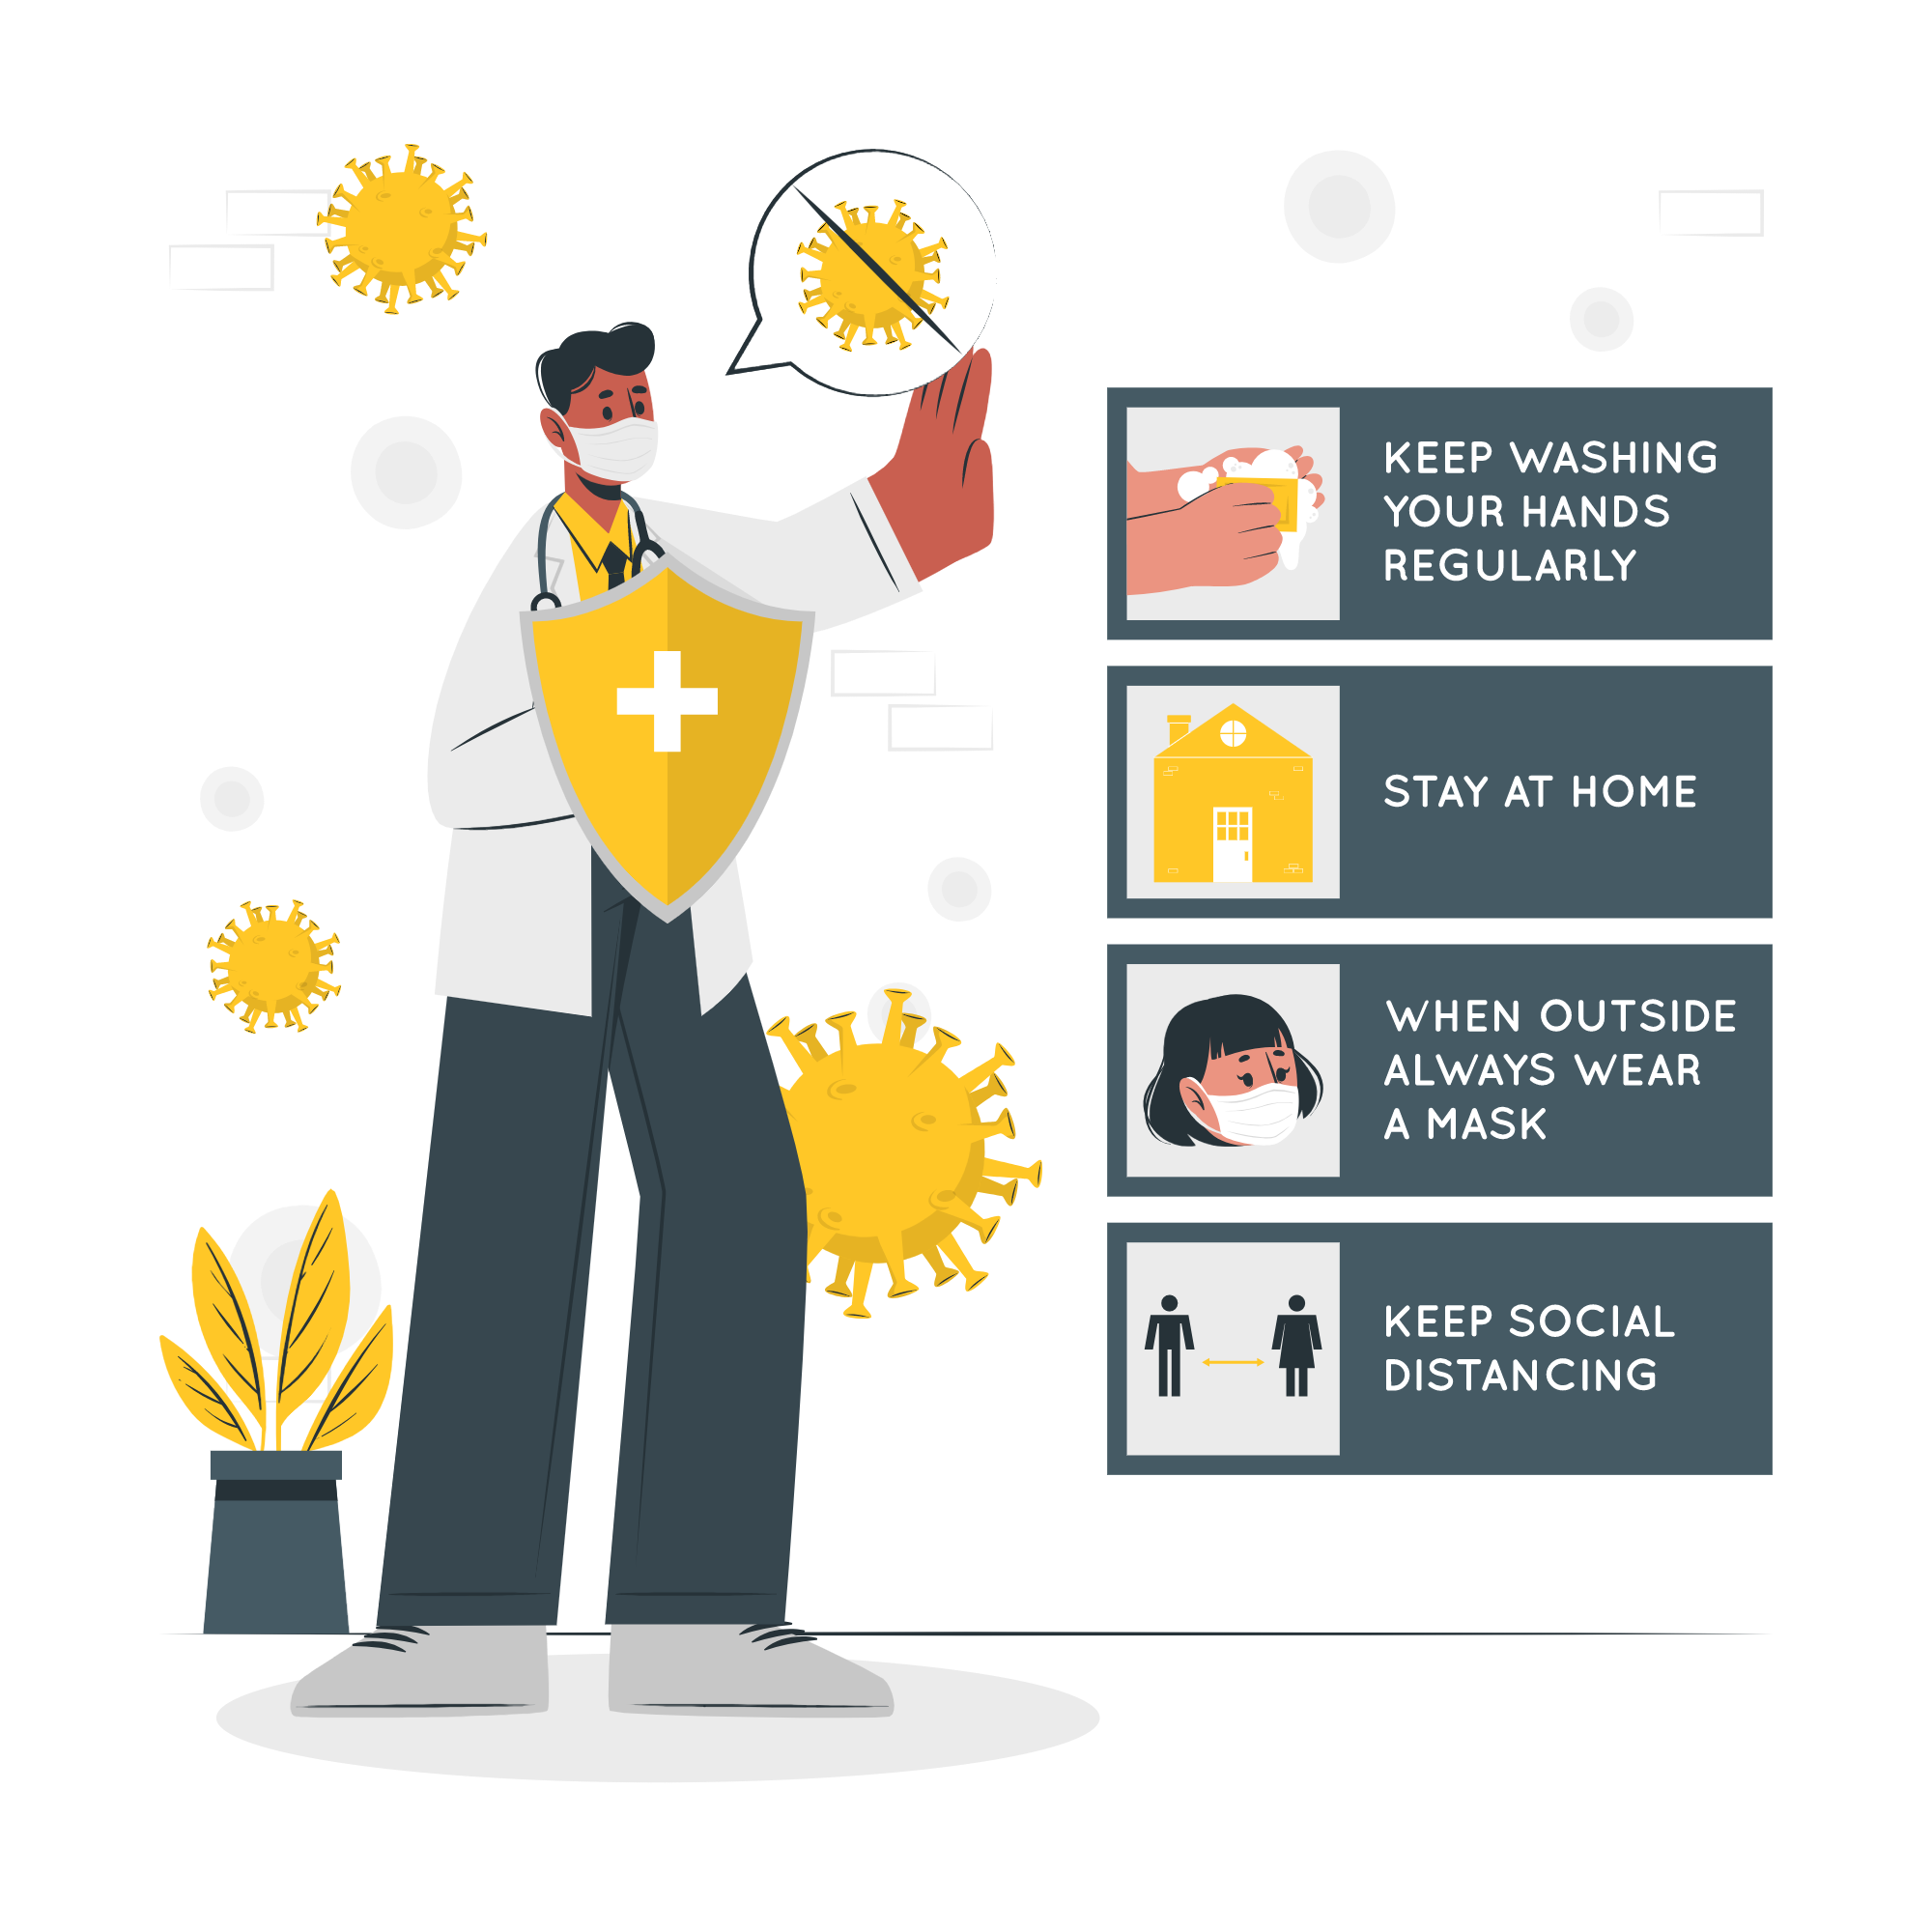 KEEP WASHING
YOUR HANDS
REGULARLY
STAY AT HOME
WHEN OUTSIDE
ALWAYS WEAR
A MASK
KEEP SOCIAL
DISTANCING